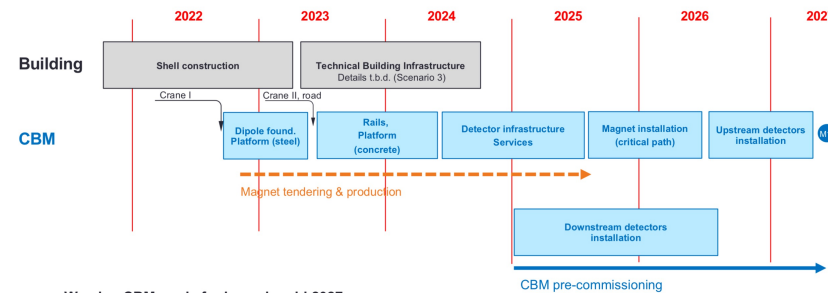 2022 2023 2024 2025 2026 202
Building
Shell construction
Technical Building Infrastructure
Details t.b.d. (Scenario 3)
Crane I
Crane II, road
CBM
Dipole found.
Platform (steel)
Rails,
Platform
(concrete)
Detector infrastructure
Services
Magnet installation
(critical path)
Upstream detectors
installation
M
Magnet tendering & production
Downstream detectors
installation
CBM pre-commissioning